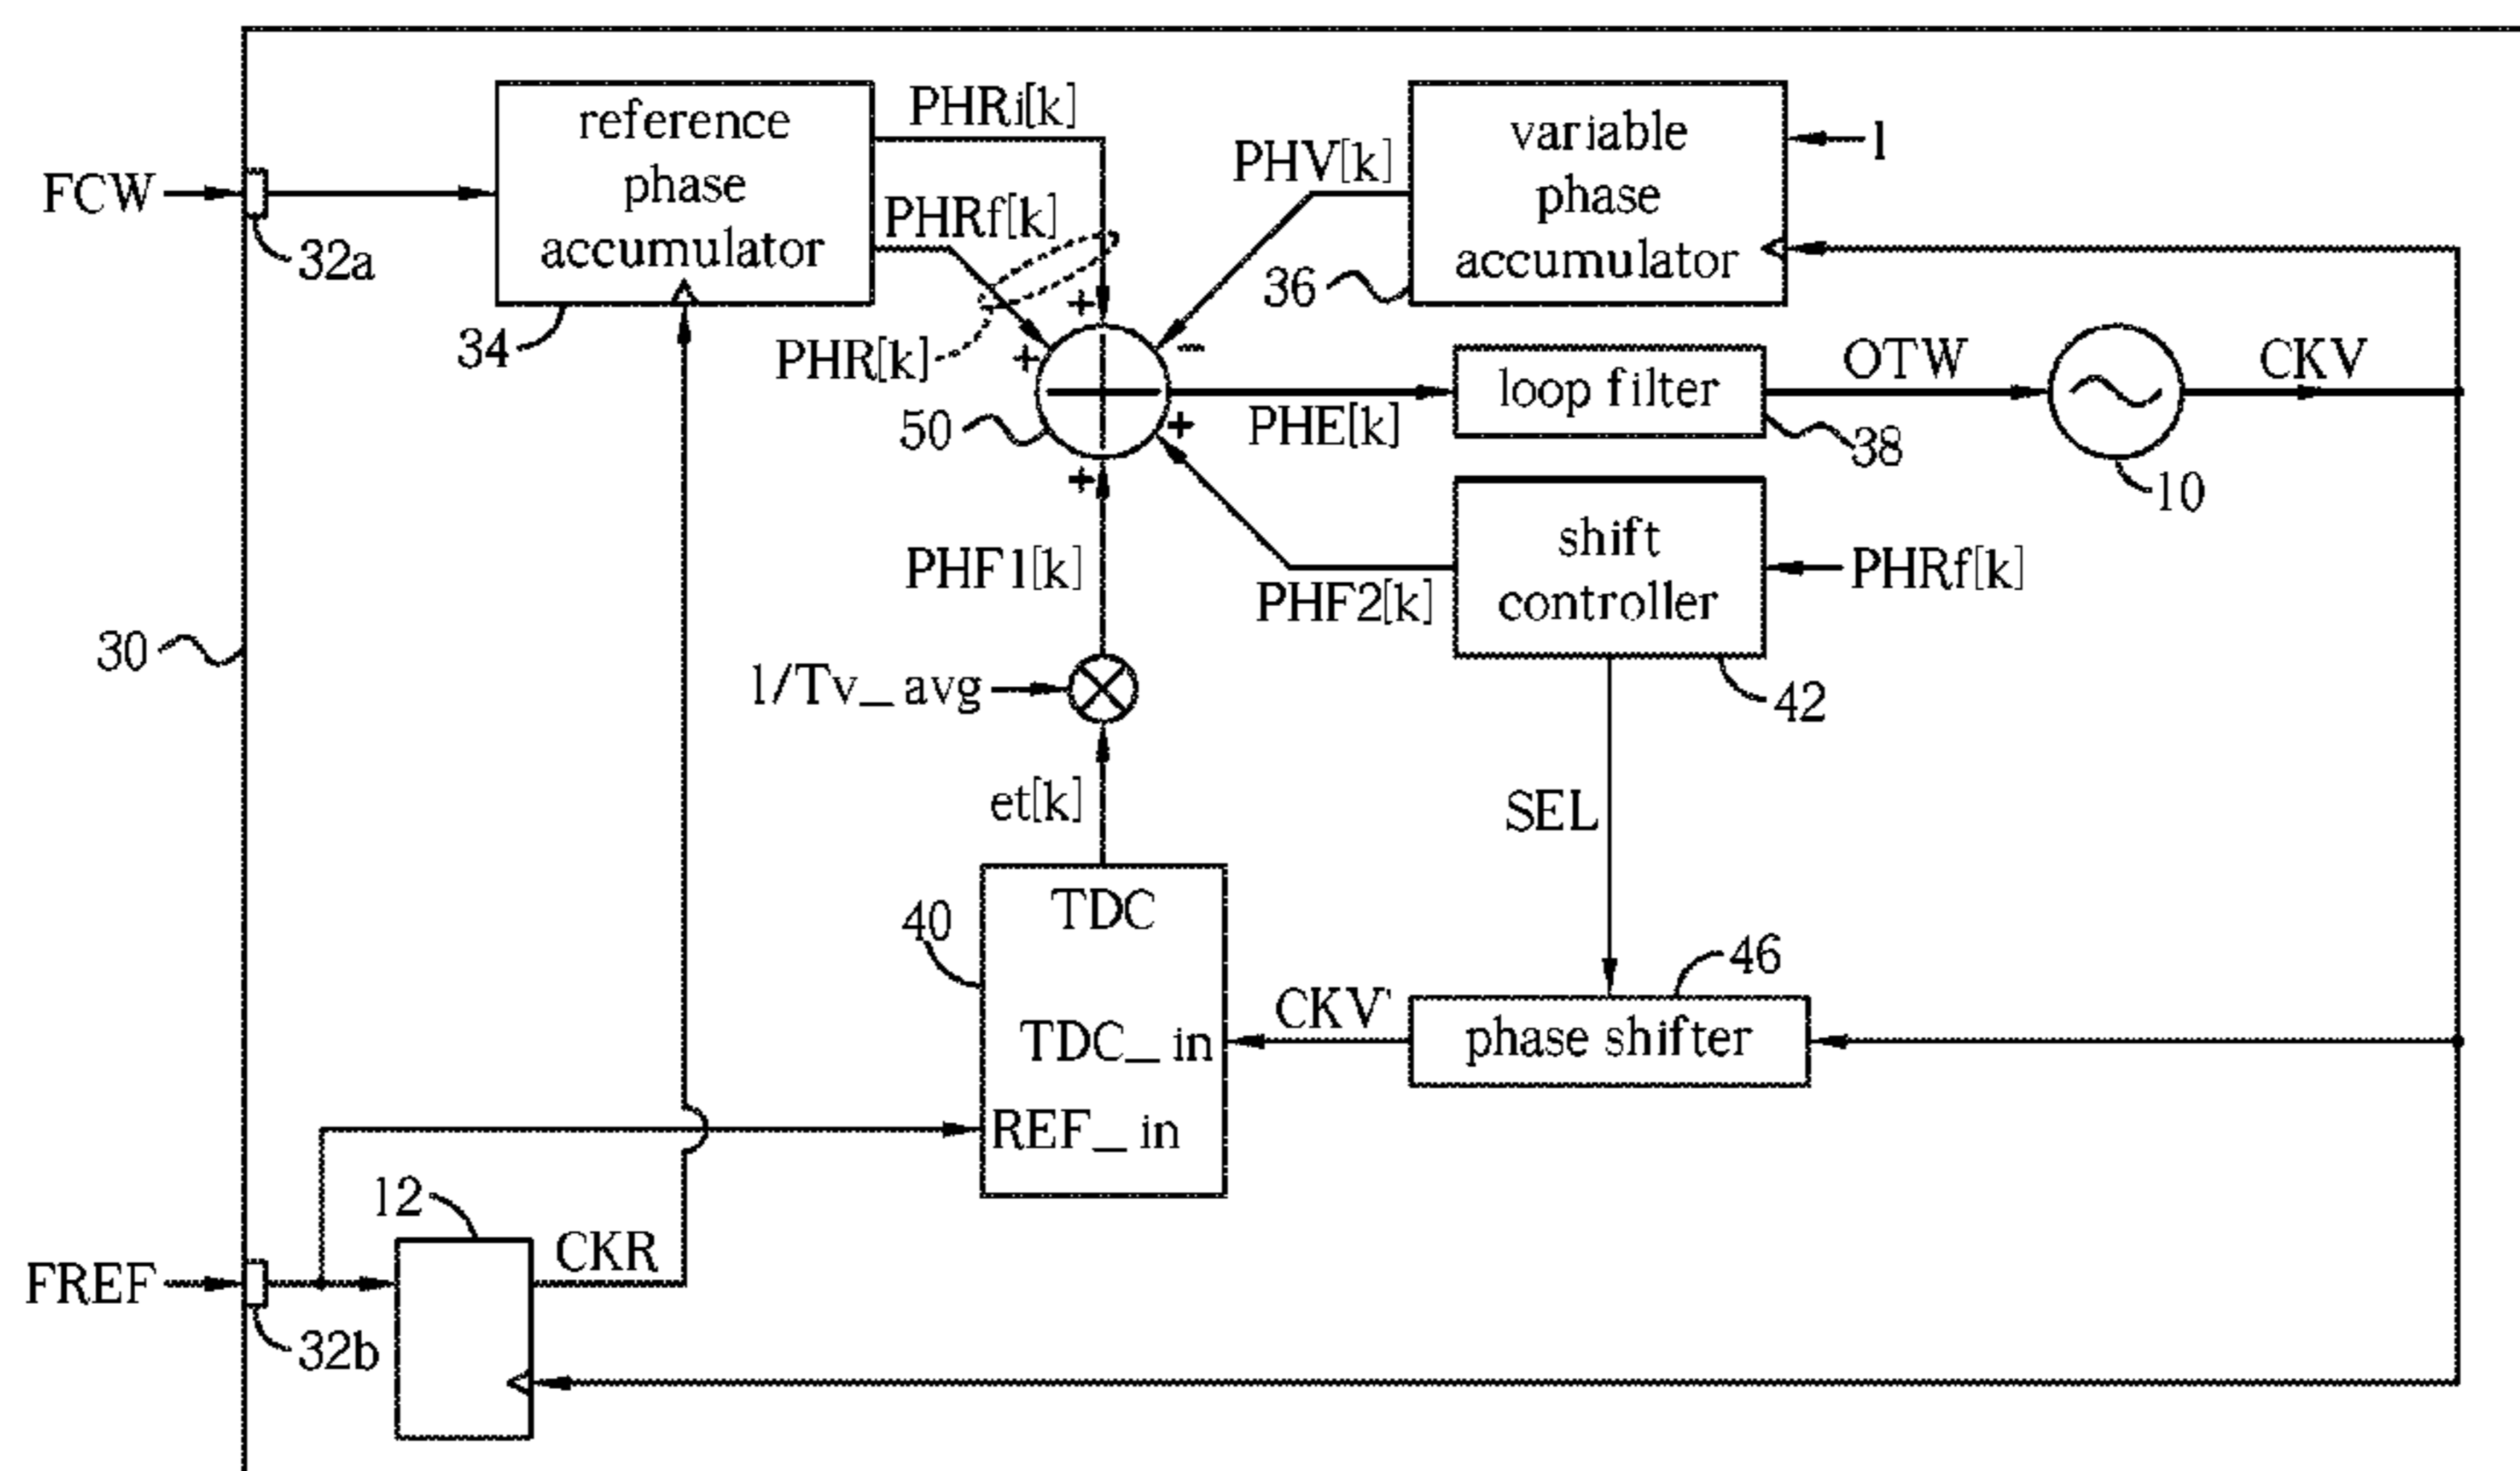 FCW
32a
reference
phase
accumulator
34
PHRi[k]
PHRf[k]
PHR[k]
50
PHV[k]
variable
phase
accumulator
1
36
loop filter
38
OTW
10
CKV
PHE[k]
+
+
-
+
+
PHF1[k]
PHF2[k]
shift
controller
PHRf[k]
42
30
1/Tv_avg
et[k]
SEL
40
TDC
TDC_in
REF_in
CKV'
46
phase shifter
12
CKR
FREF
32b